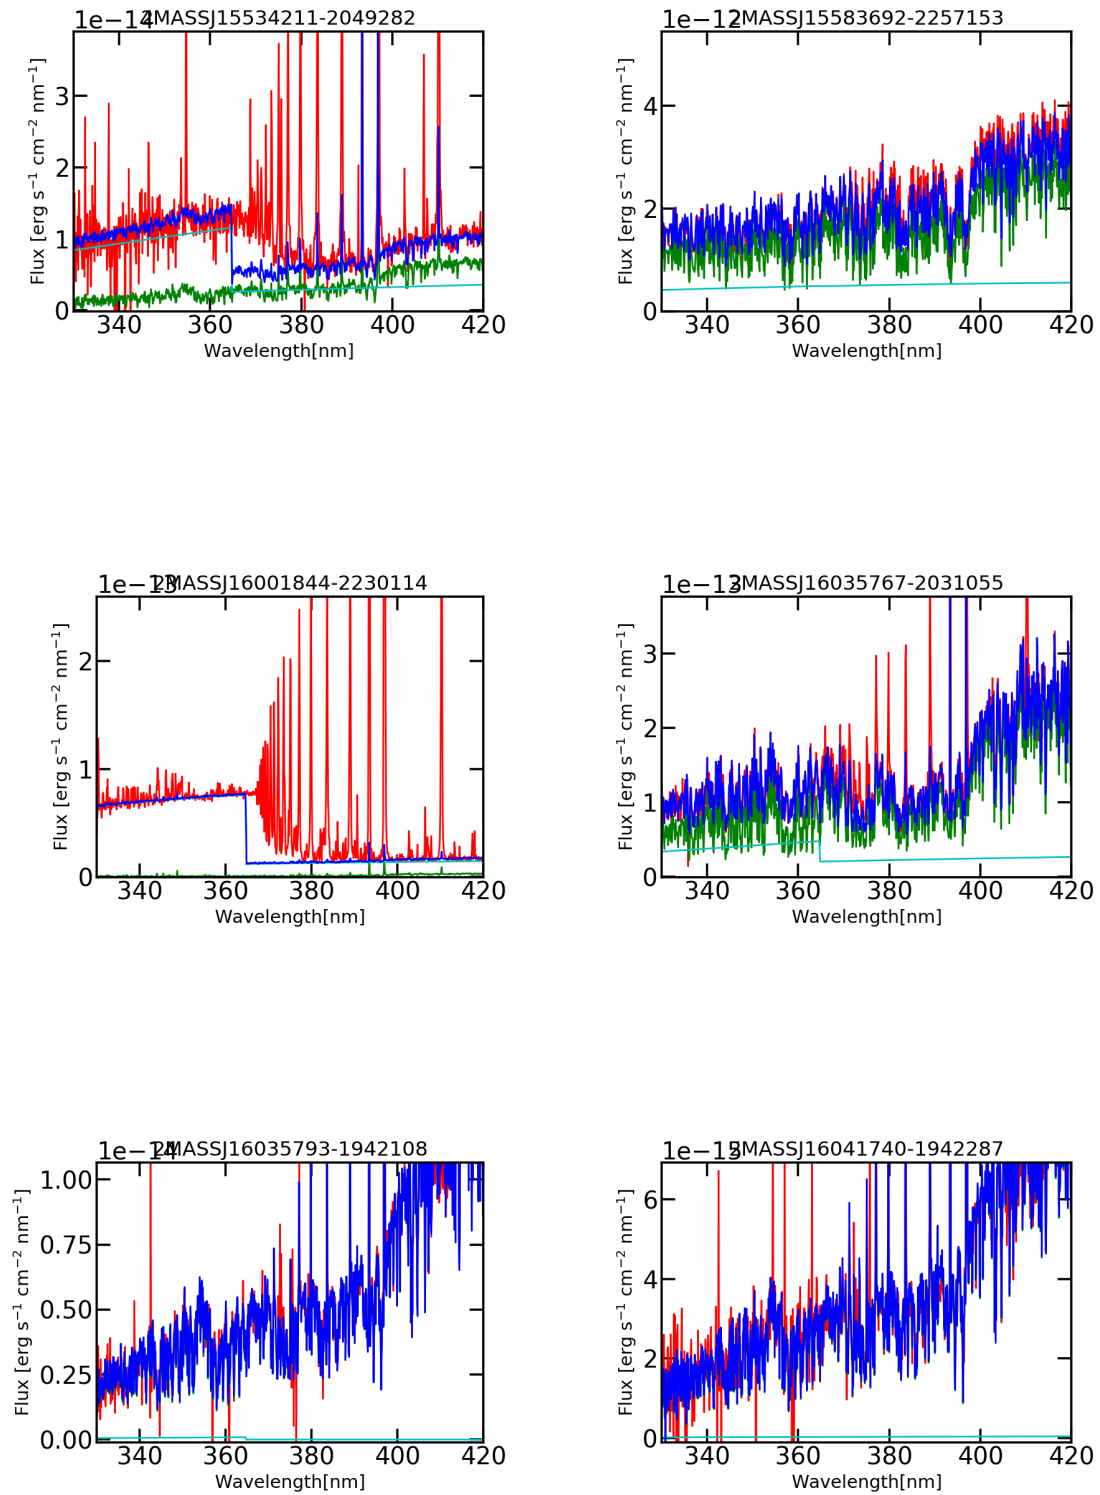 1e−14 2MASSJ15534211-2049282
Flux [erg s−1 cm−2 nm−1]
3
2
1
0
340 360 380 400 420
Wavelength[nm]
1e−12 2MASSJ15583692-2257153
Flux [erg s−1 cm−2 nm−1]
4
2
0
340 360 380 400 420
Wavelength[nm]
1e−13 2MASSJ16001844-2230114
Flux [erg s−1 cm−2 nm−1]
2
1
0
340 360 380 400 420
Wavelength[nm]
1e−13 2MASSJ16035767-2031055
Flux [erg s−1 cm−2 nm−1]
3
2
1
0
340 360 380 400 420
Wavelength[nm]
1e−14 2MASSJ16035793-1942108
Flux [erg s−1 cm−2 nm−1]
1.00
0.75
0.50
0.25
0.00
340 360 380 400 420
Wavelength[nm]
1e−15 2MASSJ16041740-1942287
Flux [erg s−1 cm−2 nm−1]
6
4
2
0
340 360 380 400 420
Wavelength[nm]